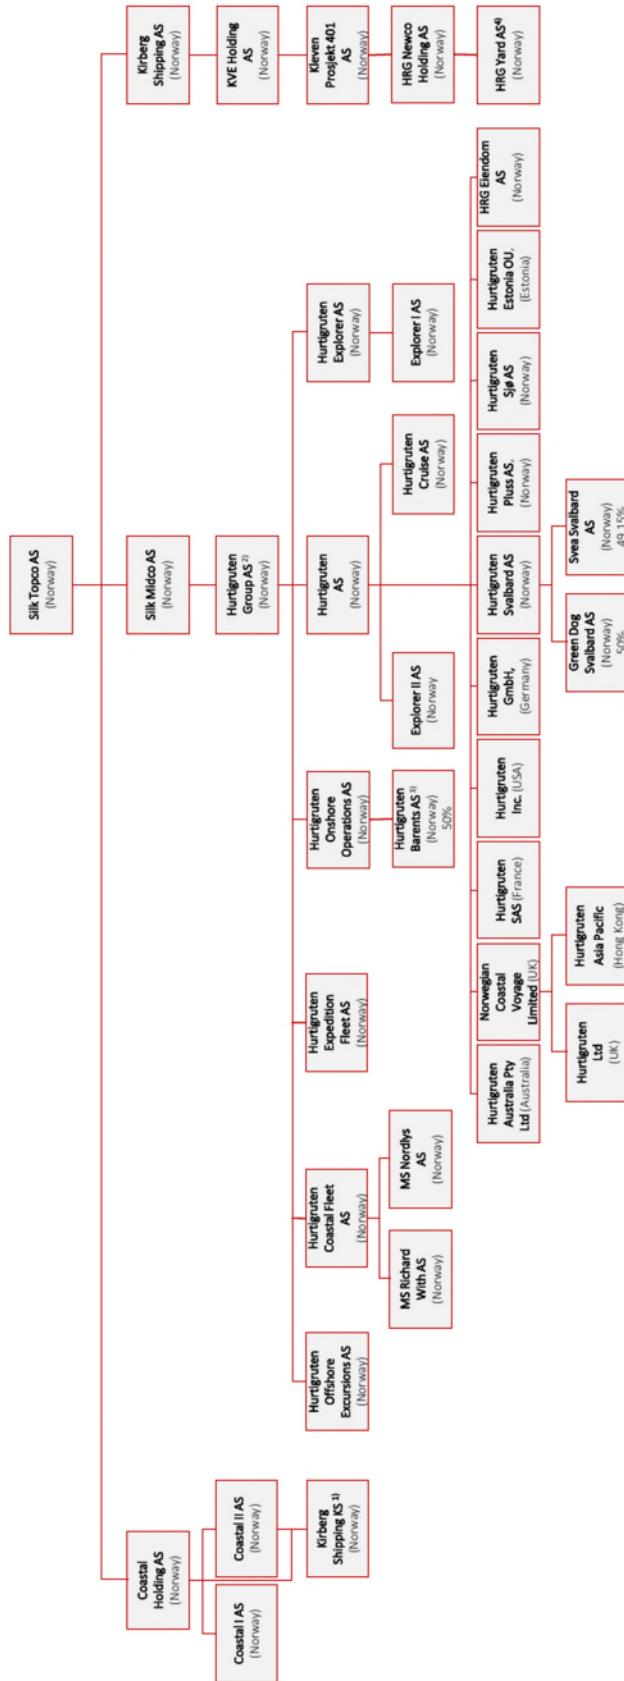 Silk Topco AS
(Norway)
Coastal
Holding AS
(Norway)
Silk Midco AS
(Norway)
Kirberg
Shipping AS
(Norway)
Coastal I AS
(Norway)
Coastal II AS
(Norway)
Hurtigruten
Group AS 2)
(Norway)
KVE Holding
AS
(Norway)
Kirberg
Shipping KS 1)
(Norway)
Hurtigruten
Offshore
Excursions AS
(Norway)
Hurtigruten
Coastal Fleet
AS
(Norway)
Hurtigruten
Expedition
Fleet AS
(Norway)
Hurtigruten
Onshore
Operations AS
(Norway)
Hurtigruten
AS
(Norway)
Hurtigruten
Explorer AS
(Norway)
Kleven
Prosjekt 401
AS
(Norway)
MS Richard
With AS
(Norway)
MS Nordlys
AS
(Norway)
Hurtigruten
Barents AS 3)
(Norway)
50%
Explorer II AS
(Norway
Hurtigruten
Cruise AS
(Norway)
Explorer I AS
(Norway)
HRG Newco
Holding AS
(Norway)
Hurtigruten
Australia Pty
Ltd (Australia)
Norwegian
Coastal
Voyage
Limited (UK)
Hurtigruten
SAS (France)
Hurtigruten
Inc. (USA)
Hurtigruten
GmbH,
(Germany)
Hurtigruten
Svalbard AS
(Norway)
Hurtigruten
Pluss AS,
(Norway)
Hurtigruten
Sjø AS
(Norway)
Hurtigruten
Estonia OU,
(Estonia)
HRG Eiendom
AS
(Norway)
HRG Yard AS4)
(Norway)
Hurtigruten
Ltd
(UK)
Hurtigruten
Asia Pacific
(Hong Kong)
Green Dog
Svalbard AS
(Norway)
50%
Svea Svalbard
AS
(Norway)
49,15%